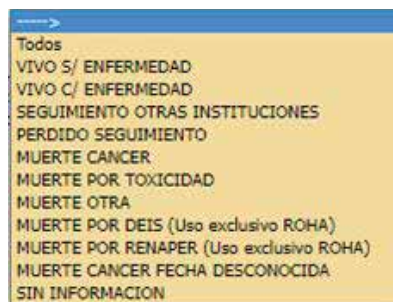 ---->
Todos
VIVO S/ ENFERMEDAD
VIVO C/ ENFERMEDAD
SEGUIMIENTO OTRAS INSTITUCIONES
PERDIDO SEGUIMIENTO
MUERTE CANCER
MUERTE POR TOXICIDAD
MUERTE OTRA
MUERTE POR DEIS (Uso exclusivo ROHA)
MUERTE POR RENAPER (Uso exclusivo ROHA)
MUERTE CANCER FECHA DESCONOCIDA
SIN INFORMACION